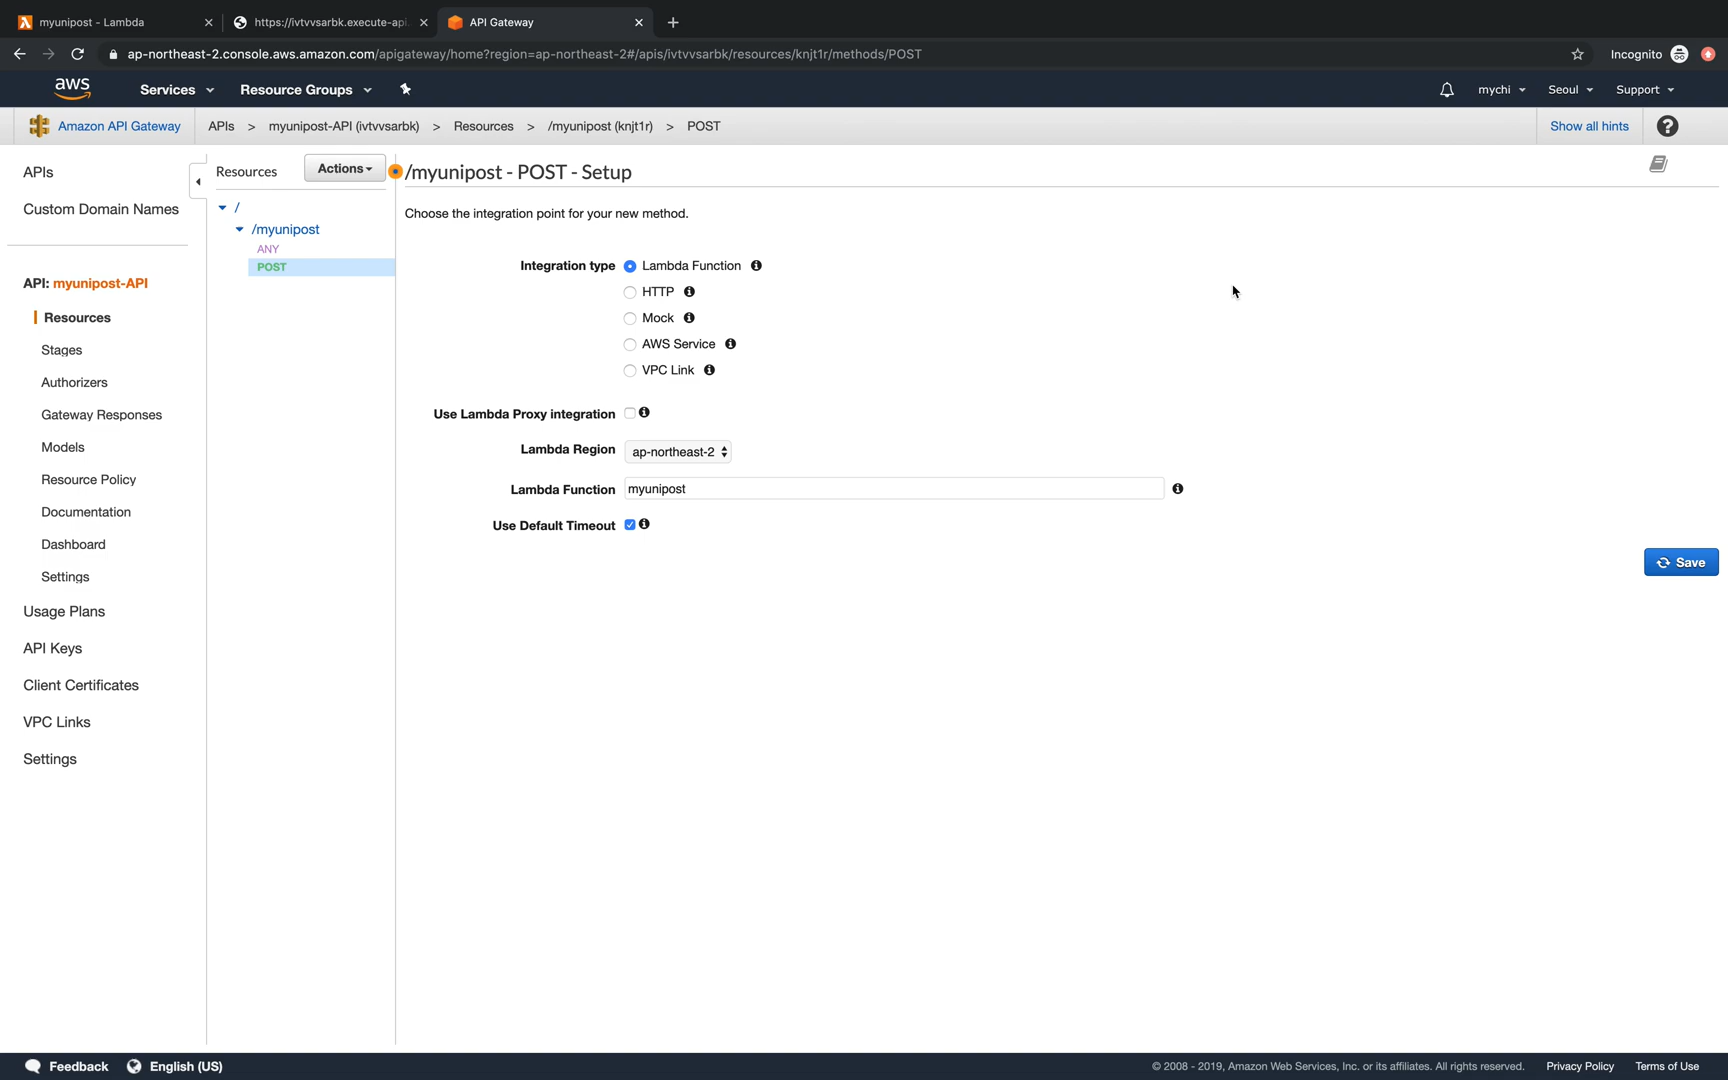 myunipost - Lambda
https://ivtvvsarbk.execute-api.
API Gateway
ap-northeast-2.console.aws.amazon.com/apigateway/home?region=ap-northeast-2#/apis/ivtvvsarbk/resources/knjt1r/methods/POST
Incognito
aws
Services
Resource Groups
mychi
Seoul
Support
Amazon API Gateway
APIs > myunipost-API (ivtvvsarbk) > Resources > /myunipost (knjt1r) > POST
Show all hints
APIs
Custom Domain Names
API: myunipost-API
Resources
Stages
Authorizers
Gateway Responses
Models
Resource Policy
Documentation
Dashboard
Settings
Usage Plans
API Keys
Client Certificates
VPC Links
Settings
Resources
Actions
/
/myunipost
ANY
POST
/myunipost - POST - Setup
Choose the integration point for your new method.
Integration type
Lambda Function
HTTP
Mock
AWS Service
VPC Link
Use Lambda Proxy integration
Lambda Region
ap-northeast-2
Lambda Function
myunipost
Use Default Timeout
Save
Feedback
English (US)
© 2008 - 2019, Amazon Web Services, Inc. or its affiliates. All rights reserved.
Privacy Policy
Terms of Use